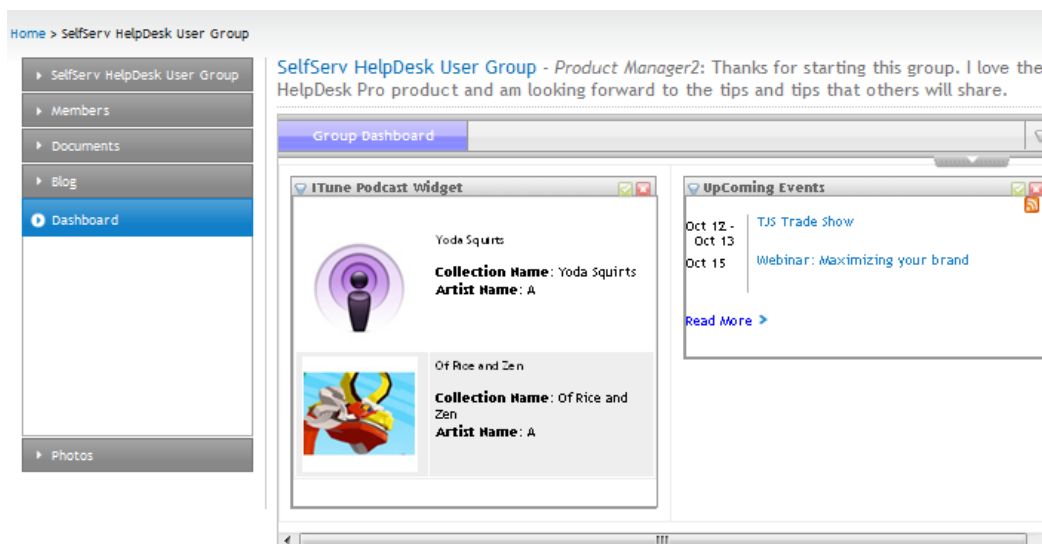 Home > SelfServ HelpDesk User Group
SelfServ HelpDesk User Group
Members
Documents
Blog
Dashboard
Photos
SelfServ HelpDesk User Group - Product Manager2: Thanks for starting this group. I love the
HelpDesk Pro product and am looking forward to the tips and tips that others will share.
Group Dashboard
ITune Podcast Widget
Yoda Squirts
Collection Name: Yoda Squirts
Artist Name: A
Of Rice and Zen
Collection Name: Of Rice and
Zen
Artist Name: A
UpComing Events
Oct 12 -
Oct 13
TJS Trade Show
Oct 15
Webinar: Maximizing your brand
Read More >